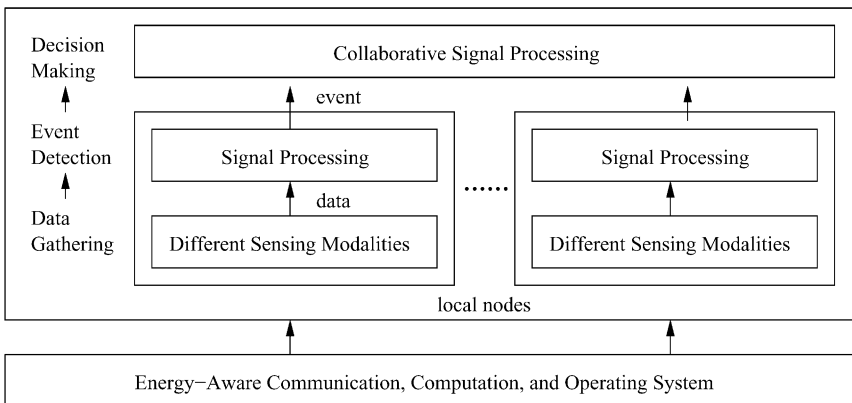 Decision
Making
Collaborative Signal Processing
event
Event
Detection
Signal Processing
Signal Processing
......
data
Data
Gathering
Different Sensing Modalities
Different Sensing Modalities
local nodes
Energy−Aware Communication, Computation, and Operating System